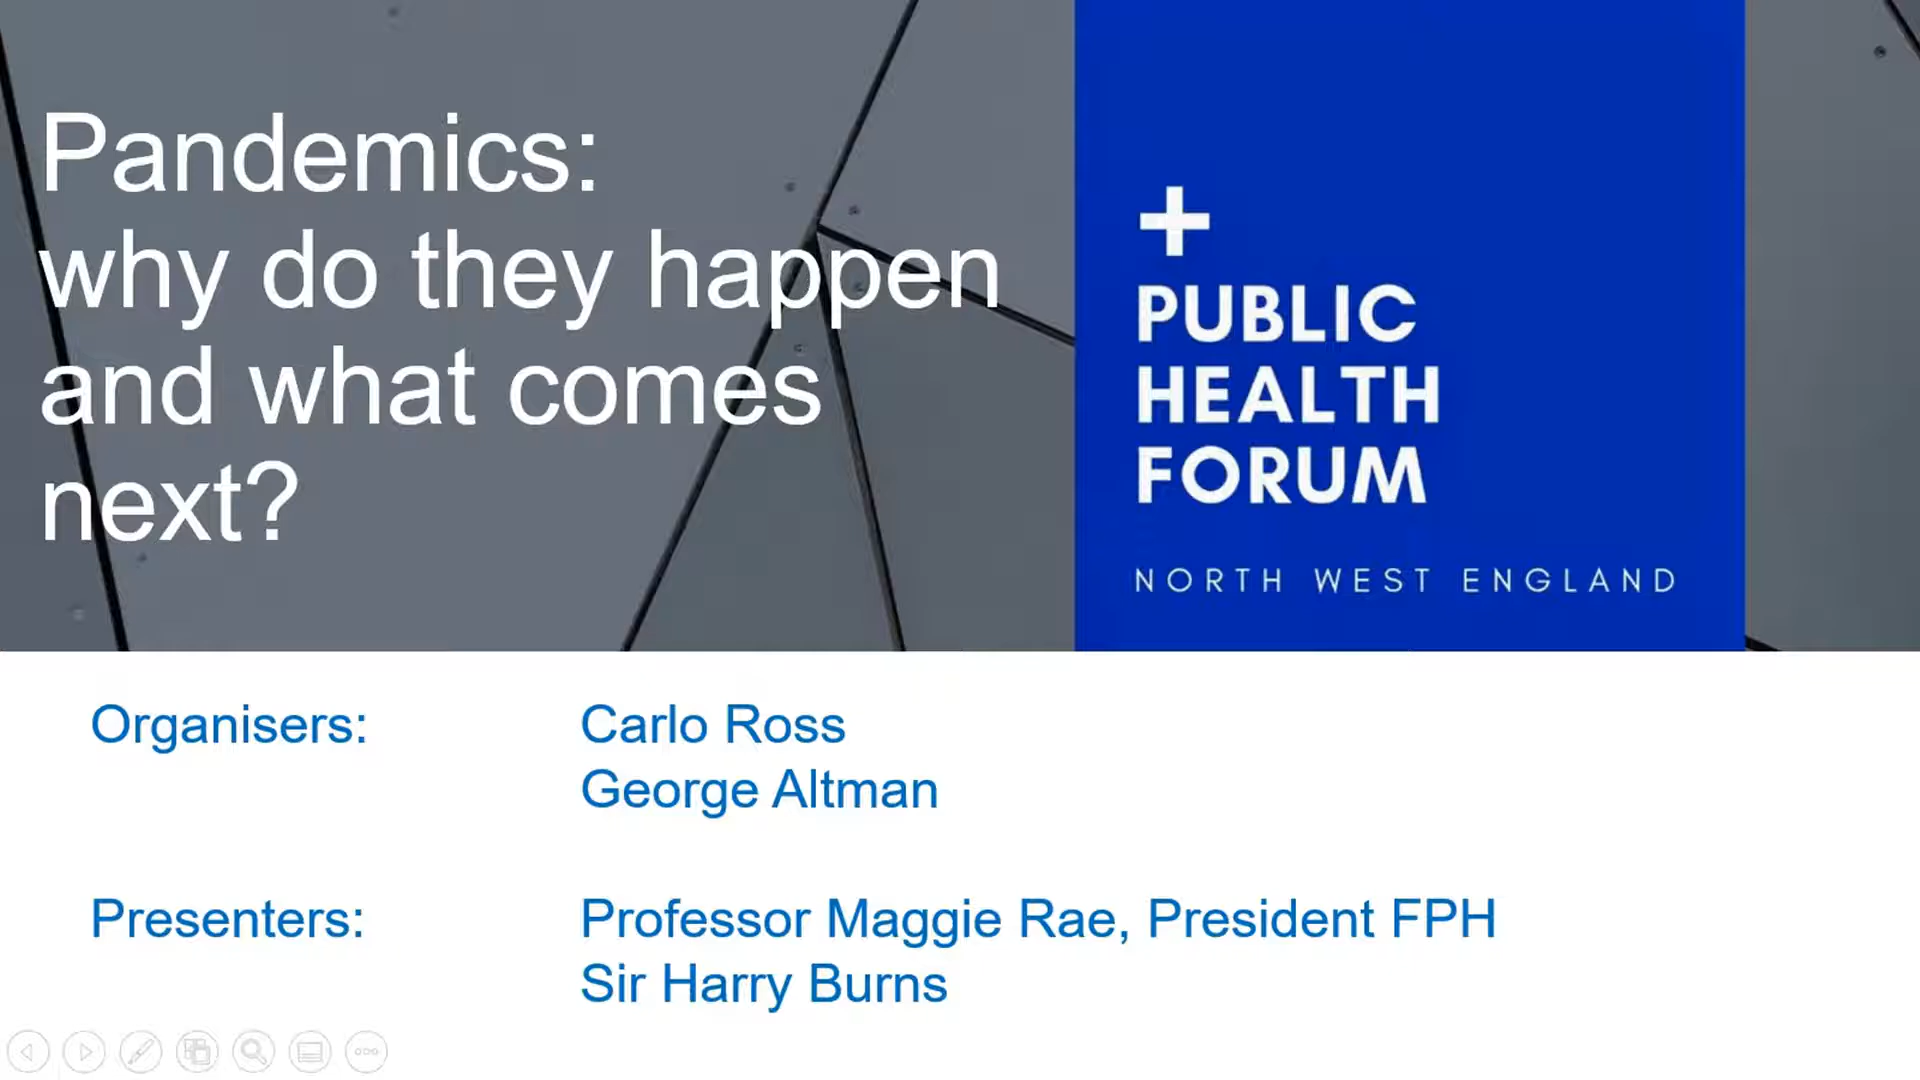 Pandemics:
why do they happen
and what comes
next?
PUBLIC
HEALTH
FORUM
NORTH WEST ENGLAND
Organisers:
Carlo Ross
George Altman
Presenters:
Professor Maggie Rae, President FPH
Sir Harry Burns